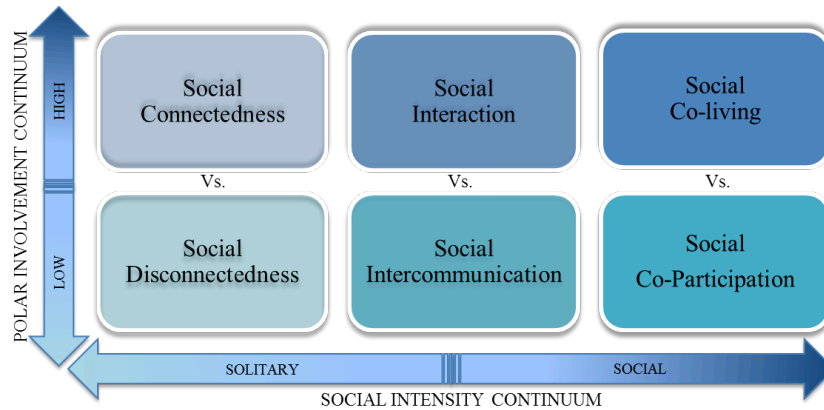 POLAR INVOLVEMENT CONTINUUM
HIGH
LOW
Social
Connectedness
Social
Interaction
Social
Co-living
Vs.
Vs.
Vs.
Social
Disconnectedness
Social
Intercommunication
Social
Co-Participation
SOLITARY
SOCIAL
SOCIAL INTENSITY CONTINUUM